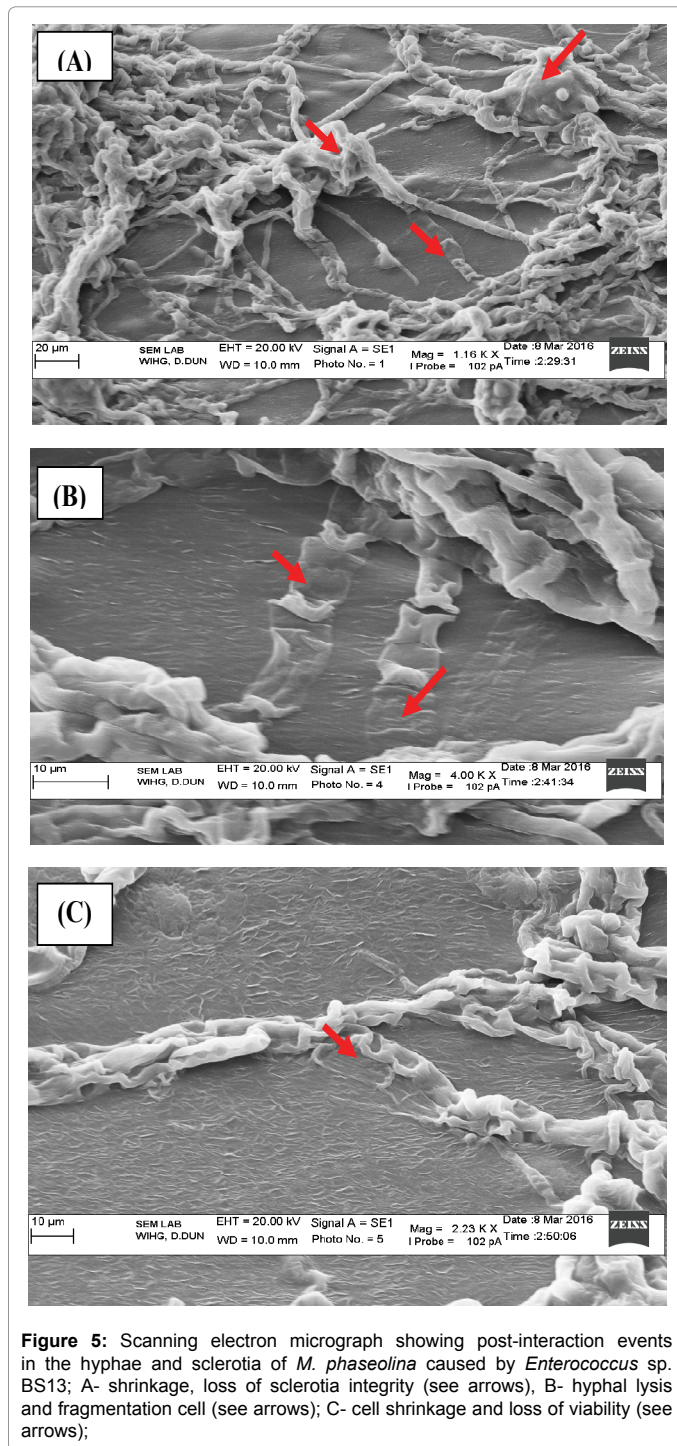 (A)
20 µm
SEM LAB
WIHG, D.DUN
EHT = 20.00 kV
WD = 10.0 mm
Signal A = SE1
Photo No. = 1
Mag = 1.16 K X
I Probe = 102 pA
Date :8 Mar 2016
Time :2:29:31
ZEISS
(B)
10 µm
SEM LAB
WIHG, D.DUN
EHT = 20.00 kV
WD = 10.0 mm
Signal A = SE1
Photo No. = 4
Mag = 4.00 K X
I Probe = 102 pA
Date :8 Mar 2016
Time :2:41:34
ZEISS
(C)
10 µm
SEM LAB
WIHG, D.DUN
EHT = 20.00 kV
WD = 10.0 mm
Signal A = SE1
Photo No. = 5
Mag = 2.23 K X
I Probe = 102 pA
Date :8 Mar 2016
Time :2:50:06
ZEISS
Figure 5: Scanning electron micrograph showing post-interaction events
in the hyphae and sclerotia of M. phaseolina caused by Enterococcus sp.
BS13; A- shrinkage, loss of sclerotia integrity (see arrows), B- hyphal lysis
and fragmentation cell (see arrows); C- cell shrinkage and loss of viability (see
arrows);